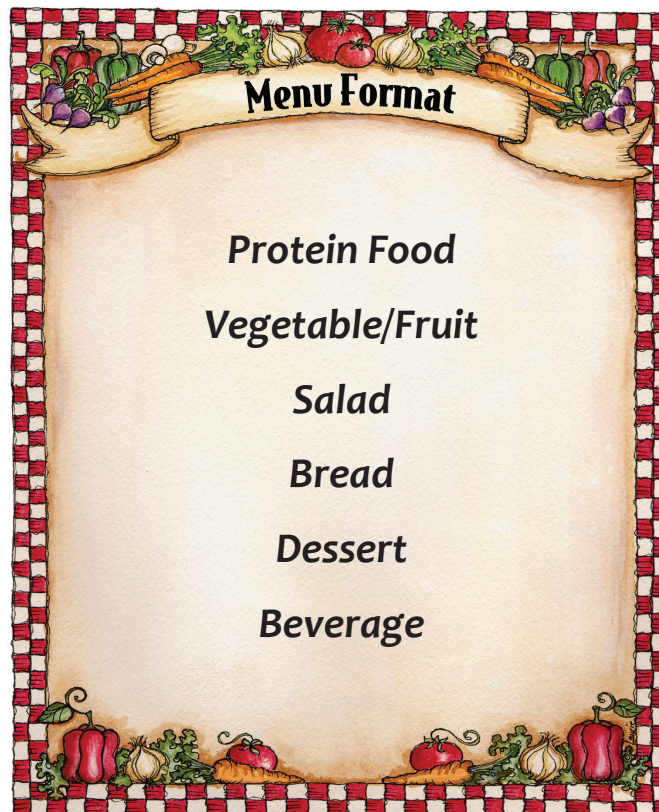 Menu Format
Protein Food
Vegetable/Fruit
Salad
Bread
Dessert
Beverage